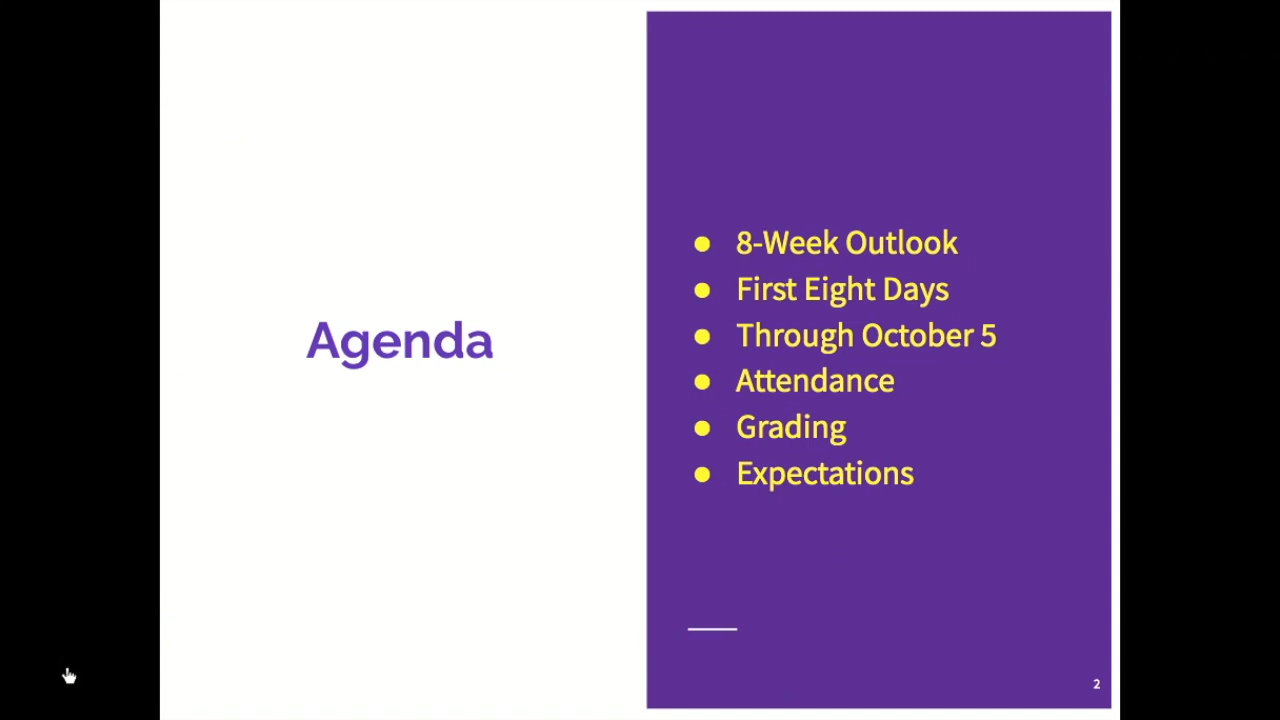 Agenda
● 8-Week Outlook
● First Eight Days
● Through October 5
● Attendance
● Grading
● Expectations
2